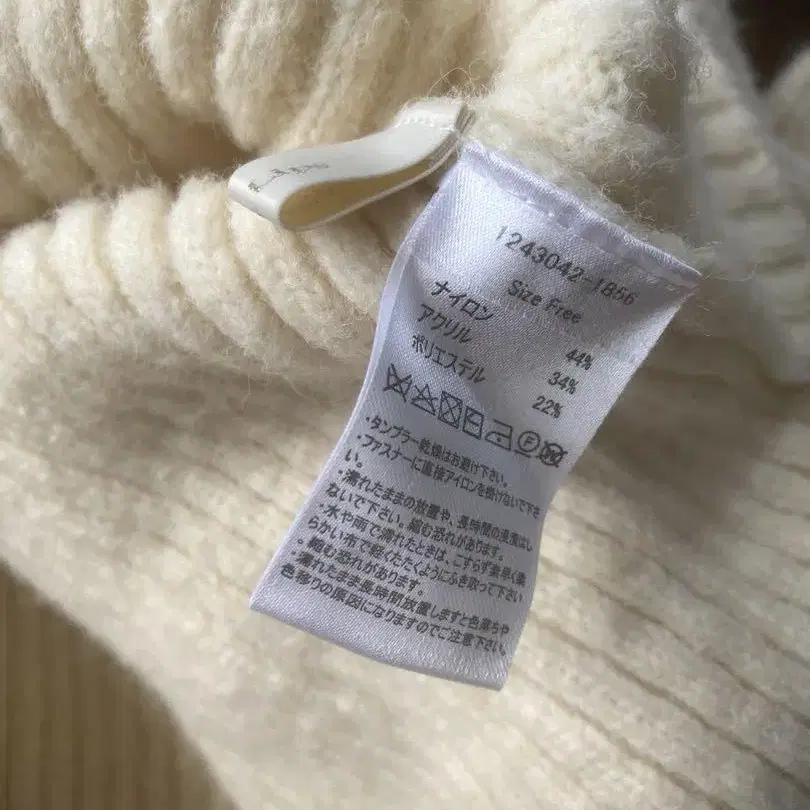 1243042-1856
Size Free
ナイロン 44%
アクリル 34%
ポリエステル 22%
F W
・タンブラー乾燥はお避け下さい。
・ファスナーに直接アイロンを掛けないで下さ
い。
・濡れたままの放置や、長時間の浸漬はし
ないで下さい。縮む恐れがあります。
・水や雨で濡れたときは、こすらず素早く柔
らかい布で軽くたたくようにふき取って下さい
・縮む恐れがあります。
・濡れたまま長時間放置しますと色落ちや
色移りの原因になりますのでご注意下さい。